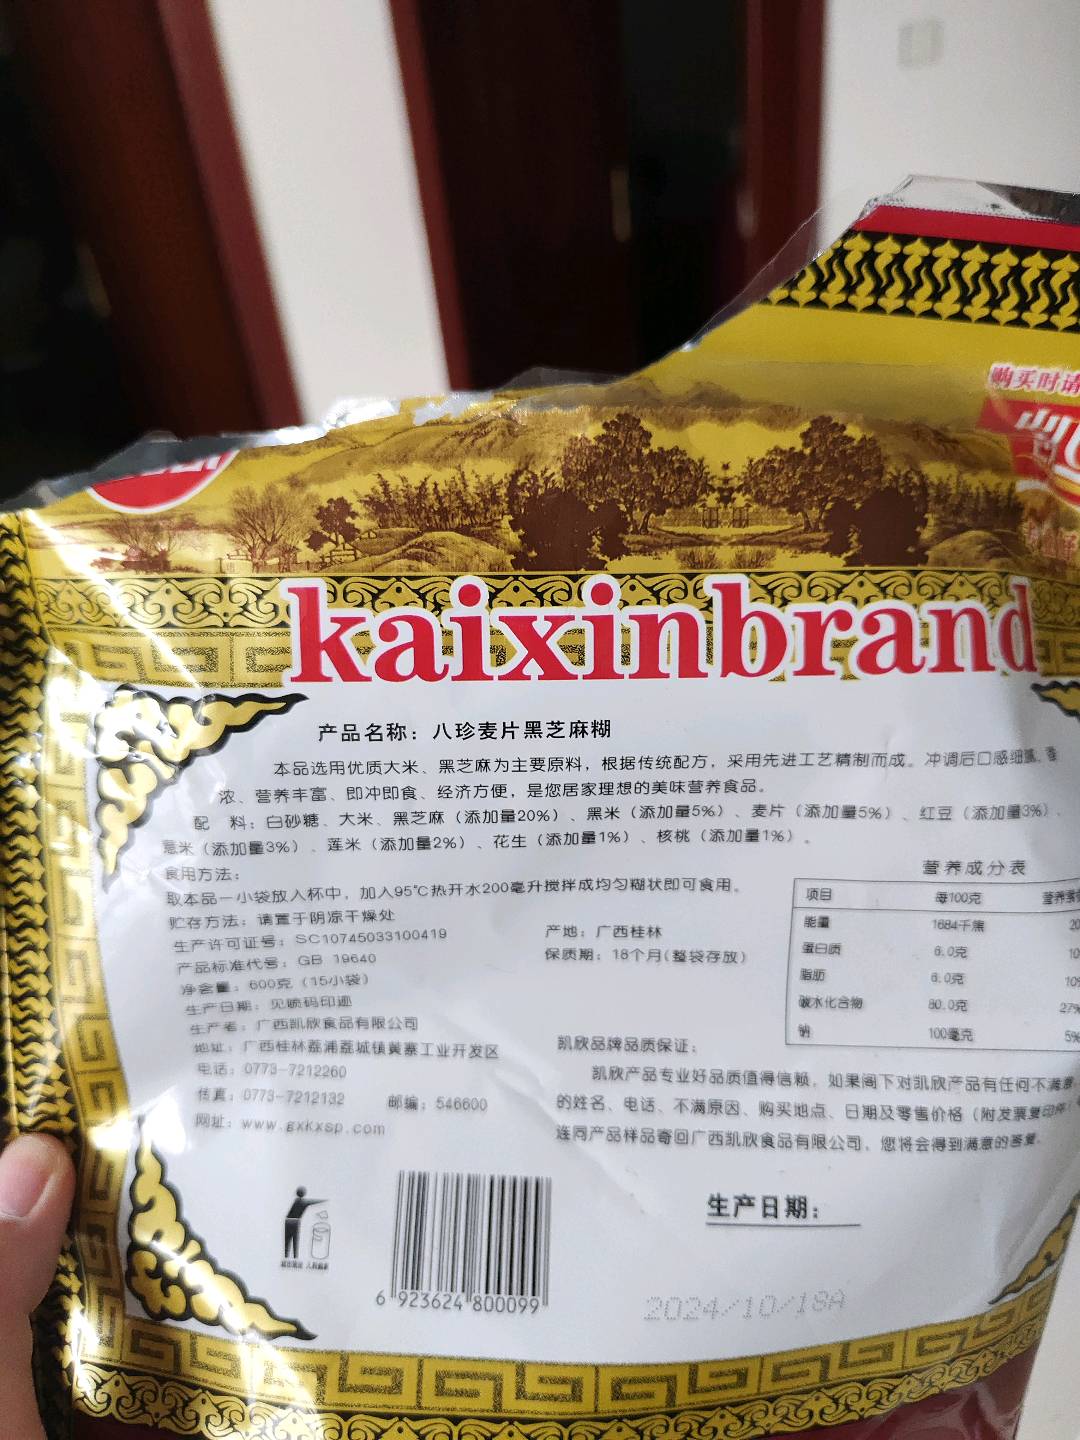 购买时请
kaixinbrand
产品名称：八珍麦片黑芝麻糊
本品选用优质大米、黑芝麻为主要原料，根据传统配方，采用先进工艺精制而成。冲调后口感细腻、香
浓、营养丰富、即冲即食、经济方便，是您居家理想的美味营养食品。
配 料：白砂糖、大米、黑芝麻（添加量20%）、黑米（添加量5%）、麦片（添加量5%）、红豆（添加量3%）、
薏米（添加量3%）、莲米（添加量2%）、花生（添加量1%）、核桃（添加量1%）。
食用方法：
取本品一小袋放入杯中，加入95℃热开水200毫升搅拌成均匀糊状即可食用。
贮存方法：请置于阴凉干燥处
生产许可证号：SC10745033100419
产品标准代号：GB 19640
净含量：600克（15小袋）
生产日期：见喷码印迹
生产者：广西凯欣食品有限公司
地址：广西桂林荔浦荔城镇黄寨工业开发区
电话：0773-7212260
传真：0773-7212132 邮编：546600
网址：www.gxkxsp.com
产地：广西桂林
保质期：18个月(整袋存放)
营养成分表
项目 每100克 营养素
能量 1684千焦 20
蛋白质 6.0克 10
脂肪 6.0克 10%
碳水化合物 80.0克 27%
钠 100毫克 5%
凯欣品牌品质保证：
凯欣产品专业好品质值得信赖，如果阁下对凯欣产品有任何不满意，
的姓名、电话、不满原因、购买地点、日期及零售价格（附发票复印件）
连同产品样品寄回广西凯欣食品有限公司，您将会得到满意的答复。
6 923624 800099
生产日期：
2024/10/18A